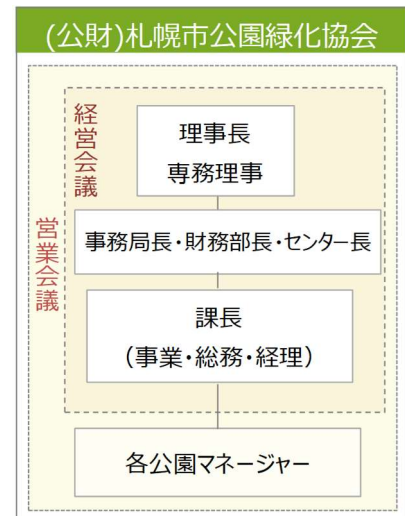 (公財)札幌市公園緑化協会
経営会議
営業会議
理事長
専務理事
事務局長・財務部長・センター長
課長
(事業・総務・経理)
各公園マネージャー